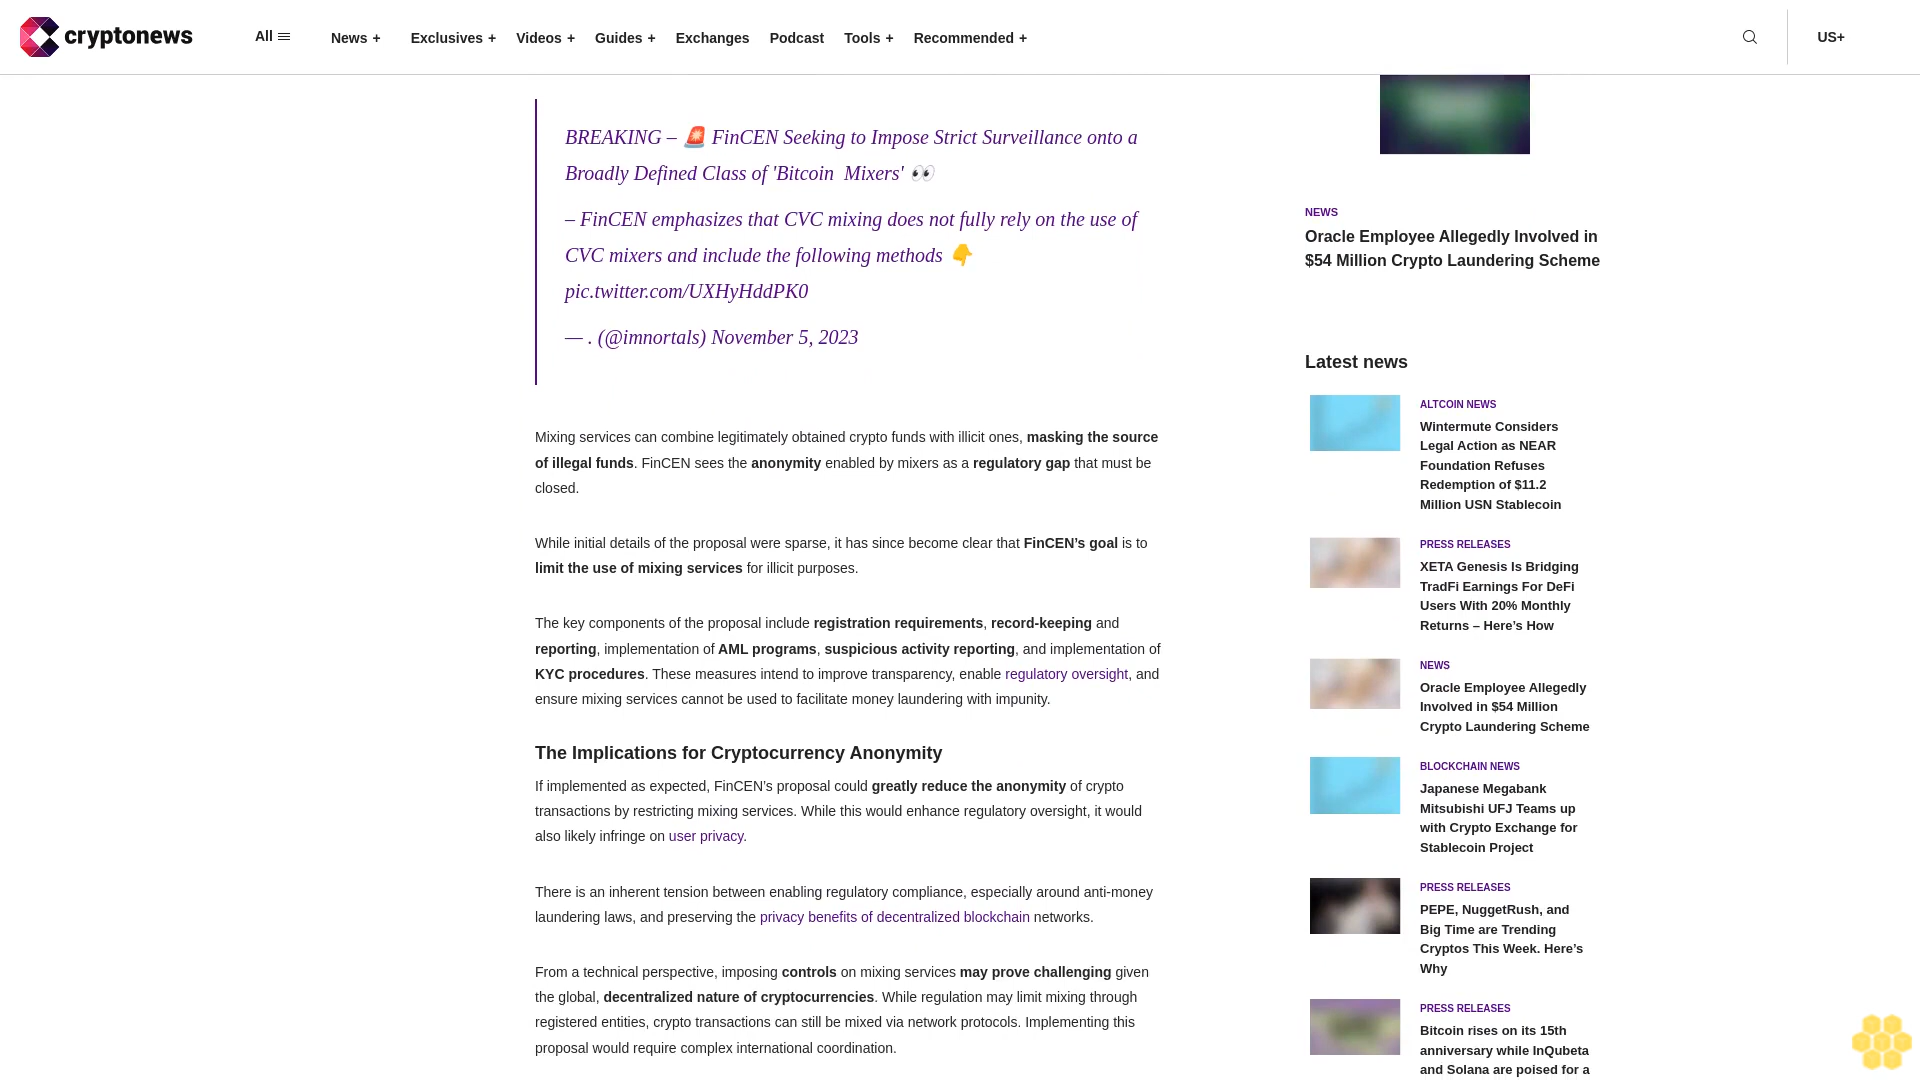 cryptonews
All
News +
Exclusives +
Videos +
Guides +
Exchanges
Podcast
Tools +
Recommended +
US+
BREAKING – 🚨 FinCEN Seeking to Impose Strict Surveillance onto a
Broadly Defined Class of 'Bitcoin  Mixers' 👀
– FinCEN emphasizes that CVC mixing does not fully rely on the use of
CVC mixers and include the following methods 👇
pic.twitter.com/UXHyHddPK0
— . (@imnortals) November 5, 2023
Mixing services can combine legitimately obtained crypto funds with illicit ones, masking the source
of illegal funds. FinCEN sees the anonymity enabled by mixers as a regulatory gap that must be
closed.
While initial details of the proposal were sparse, it has since become clear that FinCEN’s goal is to
limit the use of mixing services for illicit purposes.
The key components of the proposal include registration requirements, record-keeping and
reporting, implementation of AML programs, suspicious activity reporting, and implementation of
KYC procedures. These measures intend to improve transparency, enable regulatory oversight, and
ensure mixing services cannot be used to facilitate money laundering with impunity.
The Implications for Cryptocurrency Anonymity
If implemented as expected, FinCEN’s proposal could greatly reduce the anonymity of crypto
transactions by restricting mixing services. While this would enhance regulatory oversight, it would
also likely infringe on user privacy.
There is an inherent tension between enabling regulatory compliance, especially around anti-money
laundering laws, and preserving the privacy benefits of decentralized blockchain networks.
From a technical perspective, imposing controls on mixing services may prove challenging given
the global, decentralized nature of cryptocurrencies. While regulation may limit mixing through
registered entities, crypto transactions can still be mixed via network protocols. Implementing this
proposal would require complex international coordination.
NEWS
Oracle Employee Allegedly Involved in
$54 Million Crypto Laundering Scheme
Latest news
ALTCOIN NEWS
Wintermute Considers
Legal Action as NEAR
Foundation Refuses
Redemption of $11.2
Million USN Stablecoin
PRESS RELEASES
XETA Genesis Is Bridging
TradFi Earnings For DeFi
Users With 20% Monthly
Returns – Here’s How
NEWS
Oracle Employee Allegedly
Involved in $54 Million
Crypto Laundering Scheme
BLOCKCHAIN NEWS
Japanese Megabank
Mitsubishi UFJ Teams up
with Crypto Exchange for
Stablecoin Project
PRESS RELEASES
PEPE, NuggetRush, and
Big Time are Trending
Cryptos This Week. Here’s
Why
PRESS RELEASES
Bitcoin rises on its 15th
anniversary while InQubeta
and Solana are poised for a